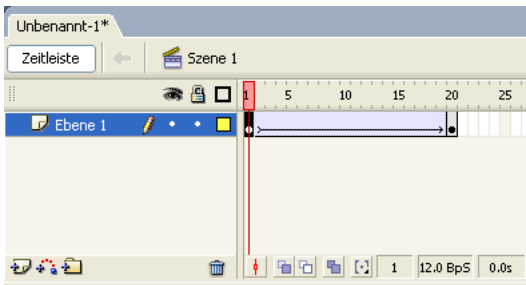 Unbenannt-1*
Zeitleiste Szene 1
1 5 10 15 20 25
Ebene 1
1 12.0 BpS 0.0s